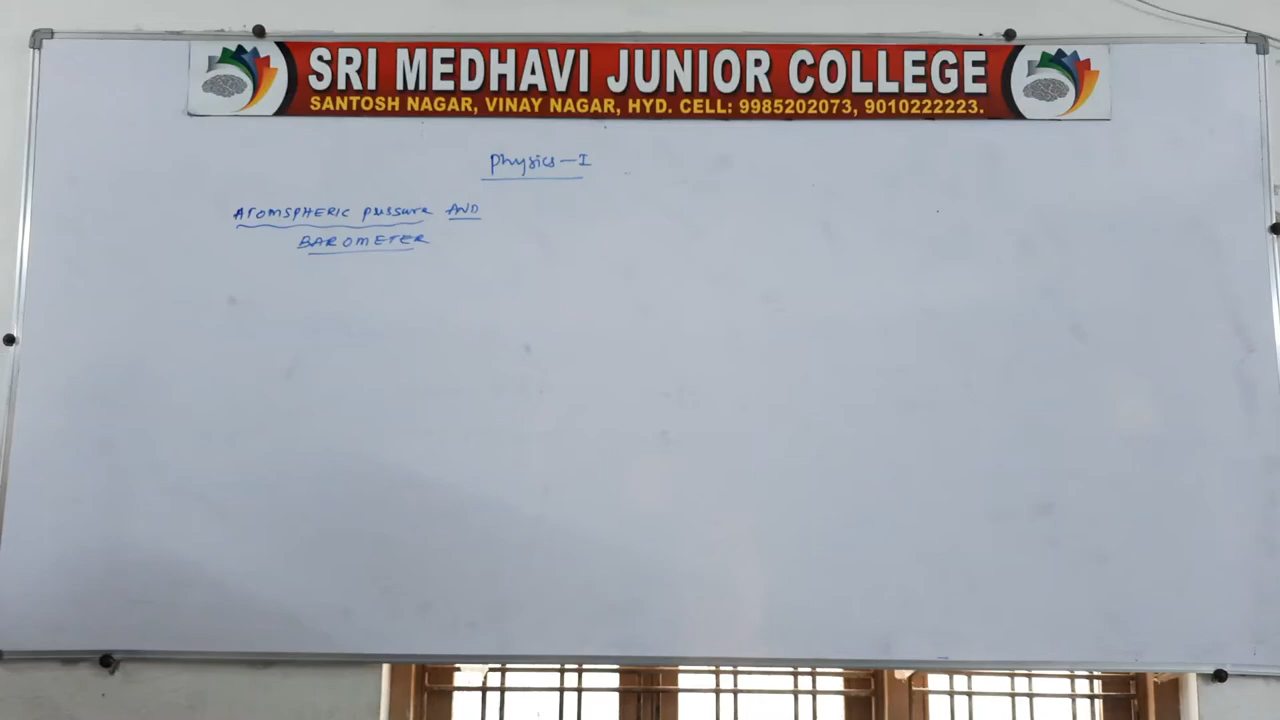 SRI MEDHAVI JUNIOR COLLEGE
SANTOSH NAGAR, VINAY NAGAR, HYD. CELL: 9985202073, 9010222223.
Physics-I
ATOMSPHERIC pressure AND
BAROMETER